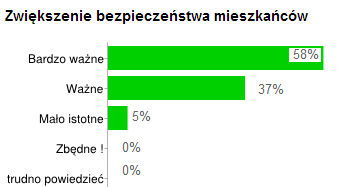 Zwiększenie bezpieczeństwa mieszkańców
Bardzo ważne 58%
Ważne 37%
Mało istotne 5%
Zbędne ! 0%
trudno powiedzieć 0%